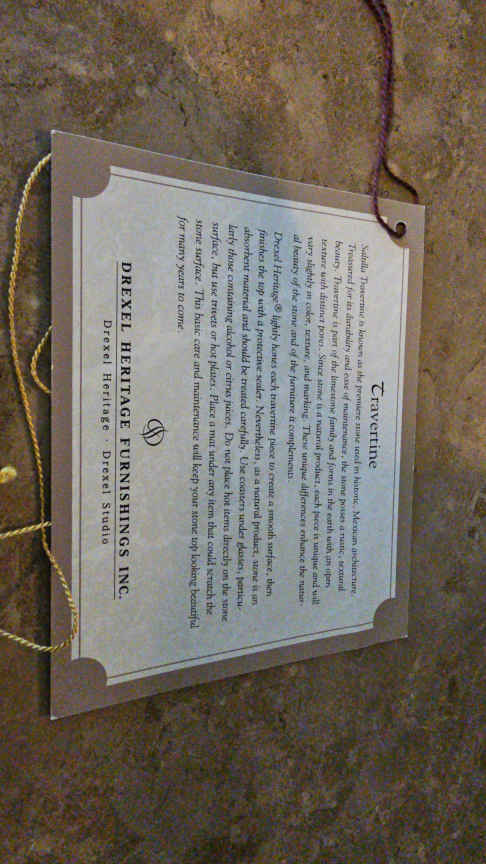 Travertine
Saltillo Travertine is known as the premiere stone used in historic, Mexican architecture.
Treasured for its durability and ease of maintenance, the stone posses a rustic, textural
beauty. Travertine is part of the limestone family and forms in the earth with an open
texture with distinct pores. Since stone is a natural product, each piece is unique and will
vary slightly in color, texture, and marking. These unique differences enhance the natur-
al beauty of the stone and of the furniture it complements.
Drexel Heritage® lightly hones each travertine piece to create a smooth surface, then
finishes the top with a protective sealer. Nevertheless, as a natural product, stone is an
absorbent material and should be treated carefully. Use coasters under glasses, particu-
larly those containing alcohol or citrus juices. Do not place hot items directly on the stone
surface, but use trivets or hot plates. Place a mat under any item that could scratch the
stone surface. This basic care and maintenance will keep your stone top looking beautiful
for many years to come.
DREXEL HERITAGE FURNISHINGS INC.
Drexel Heritage Drexel Studio